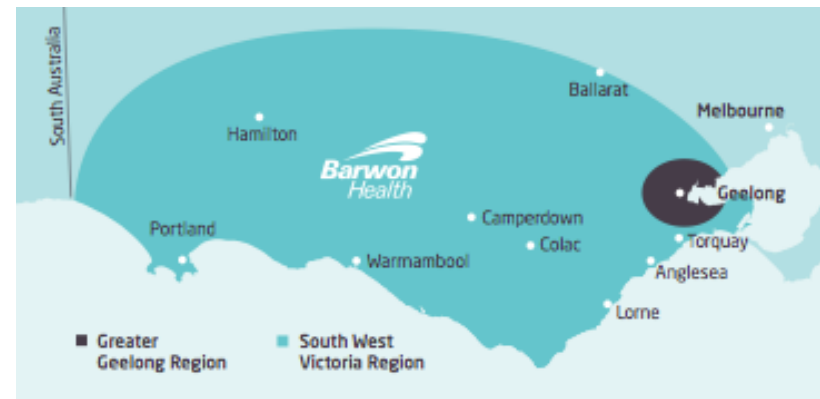 South Australia
Ballarat
Melbourne
Hamilton
Barwon
Health
Geelong
Camperdown
Portland
Colac
Torquay
Warrnambool
Anglesea
Lorne
Greater
Geelong Region
South West
Victoria Region